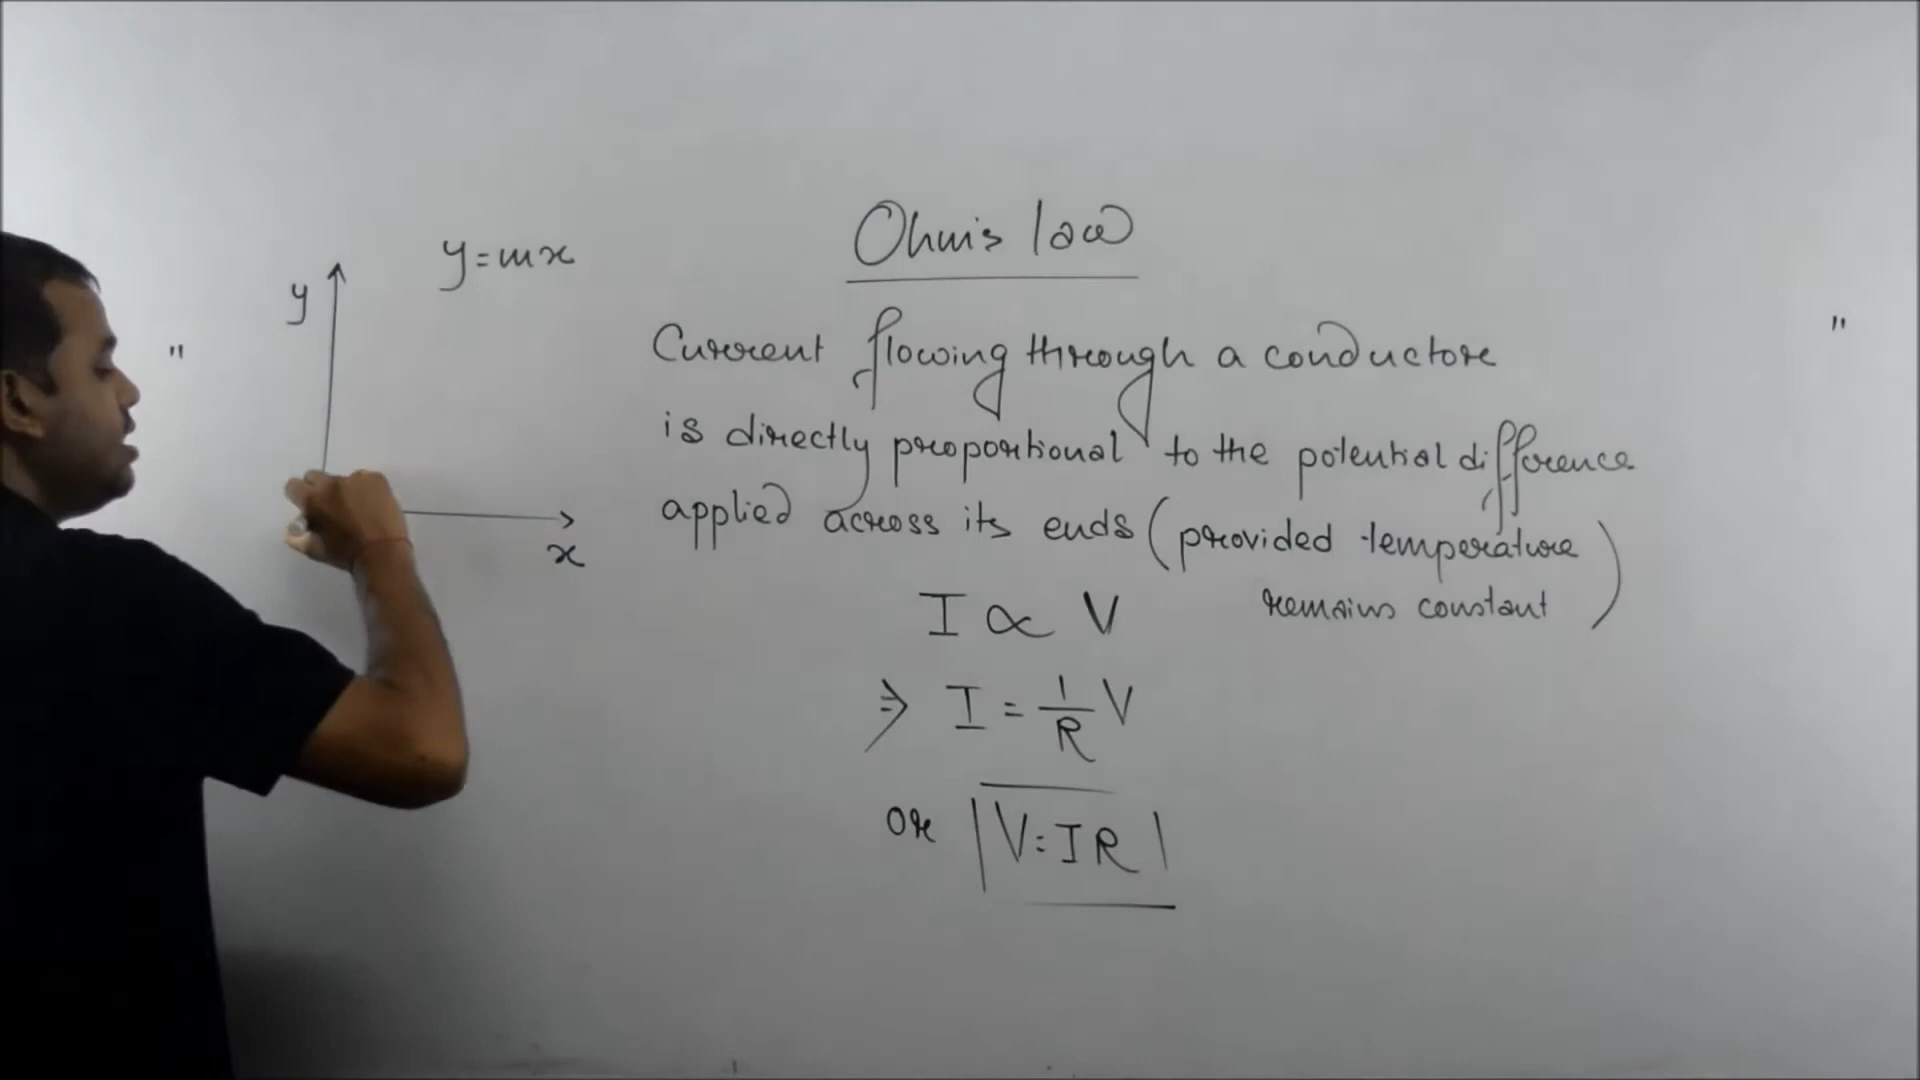 y
y=mx
x
"
Ohm's law
Current flowing through a conductor
is directly proportional to the potential difference
applied across its ends (provided temperature
remains constant)
"
I ∝ V
⇒ I = 1/R V
or V=IR